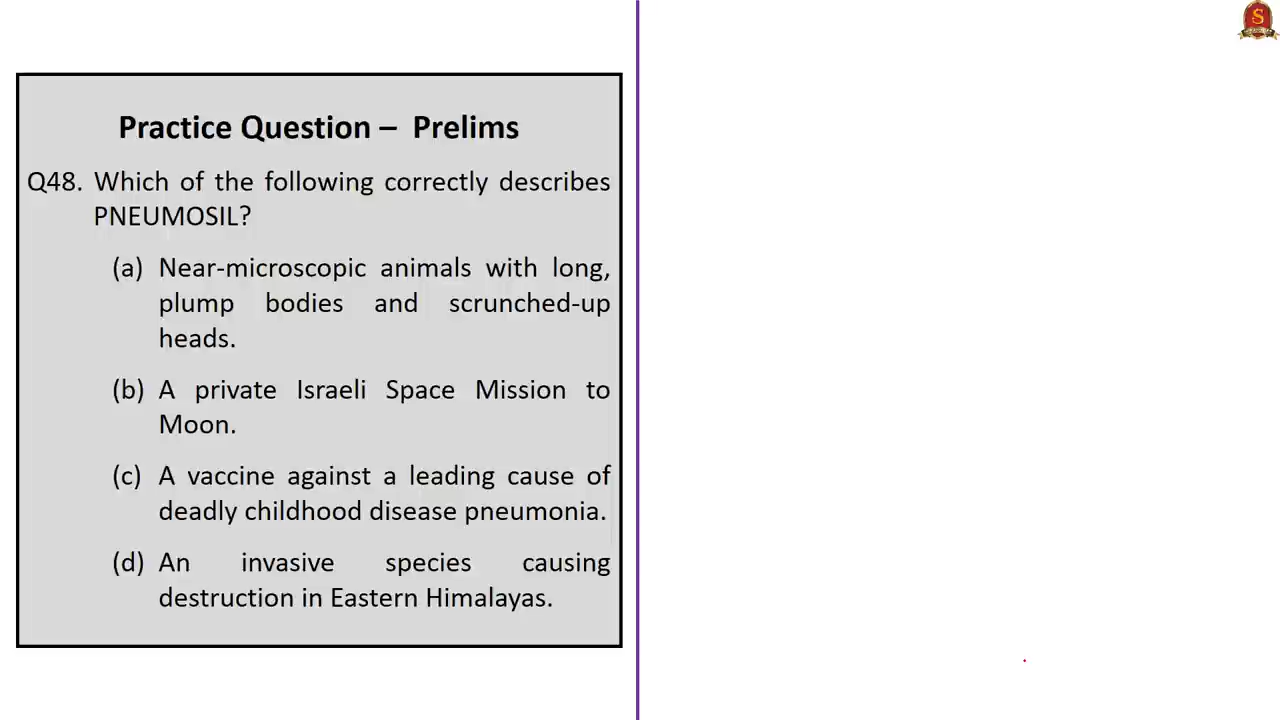 S
Practice Question – Prelims
Q48. Which of the following correctly describes
PNEUMOSIL?
(a) Near-microscopic animals with long,
plump bodies and scrunched-up
heads.
(b) A private Israeli Space Mission to
Moon.
(c) A vaccine against a leading cause of
deadly childhood disease pneumonia.
(d) An invasive species causing
destruction in Eastern Himalayas.